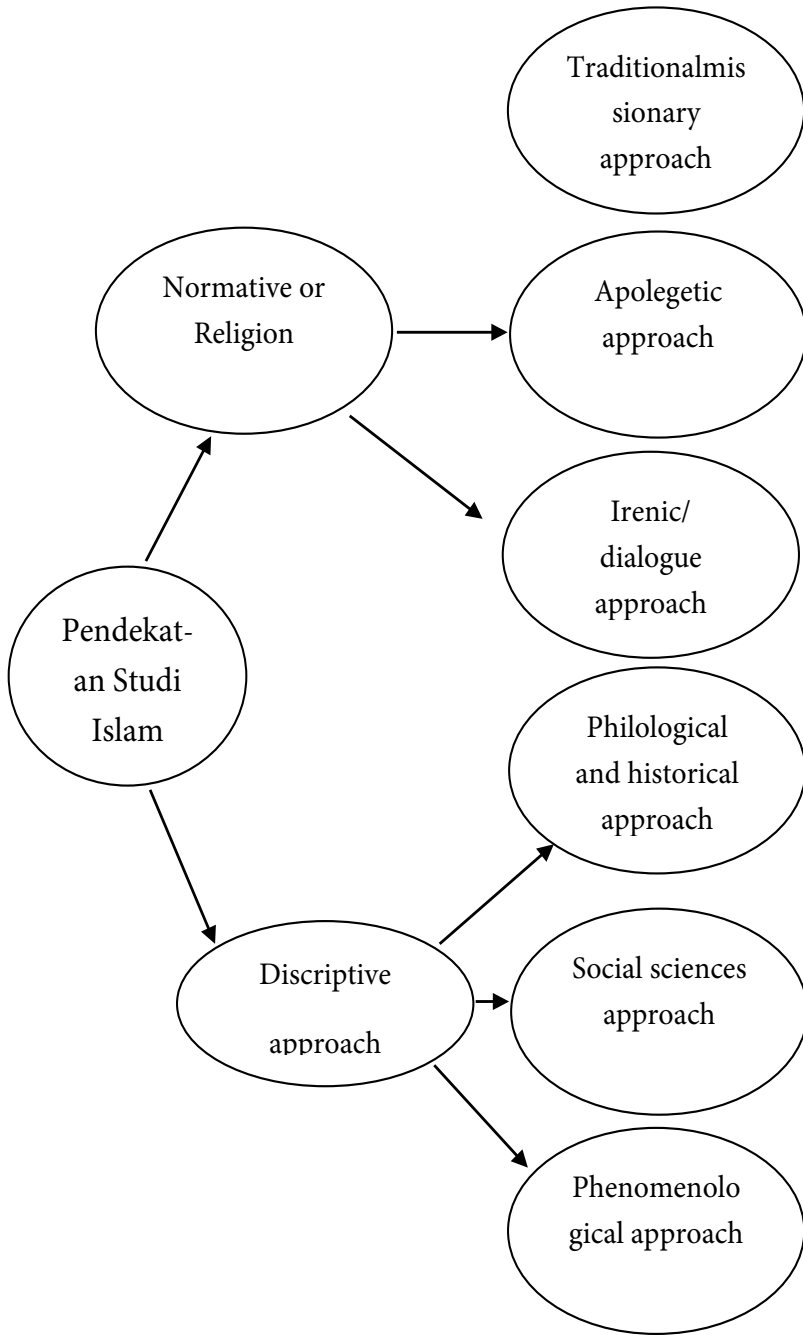 Traditionalmis
sionary
approach
Normative or
Religion
Apolegetic
approach
Irenic/
dialogue
approach
Pendekat-
an Studi
Islam
Philological
and historical
approach
Discriptive
approach
Social sciences
approach
Phenomenolo
gical approach